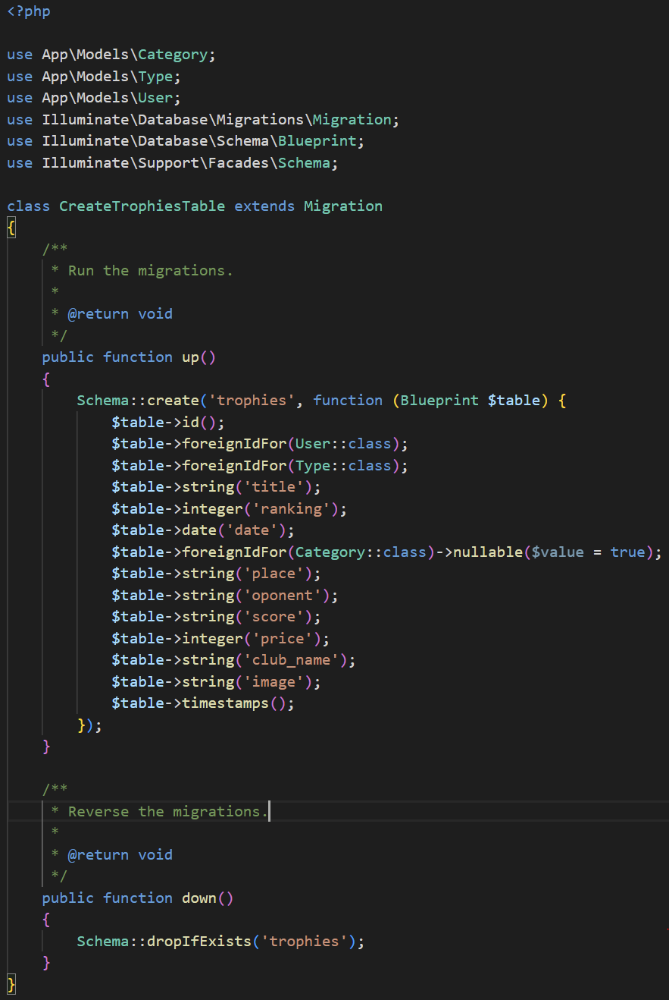 <?php

use App\Models\Category;
use App\Models\Type;
use App\Models\User;
use Illuminate\Database\Migrations\Migration;
use Illuminate\Database\Schema\Blueprint;
use Illuminate\Support\Facades\Schema;

class CreateTrophiesTable extends Migration
{
    /**
     * Run the migrations.
     *
     * @return void
     */
    public function up()
    {
        Schema::create('trophies', function (Blueprint $table) {
            $table->id();
            $table->foreignIdFor(User::class);
            $table->foreignIdFor(Type::class);
            $table->string('title');
            $table->integer('ranking');
            $table->date('date');
            $table->foreignIdFor(Category::class)->nullable($value = true);
            $table->string('place');
            $table->string('oponent');
            $table->string('score');
            $table->integer('price');
            $table->string('club_name');
            $table->string('image');
            $table->timestamps();
        });
    }

    /**
     * Reverse the migrations.
     *
     * @return void
     */
    public function down()
    {
        Schema::dropIfExists('trophies');
    }
}